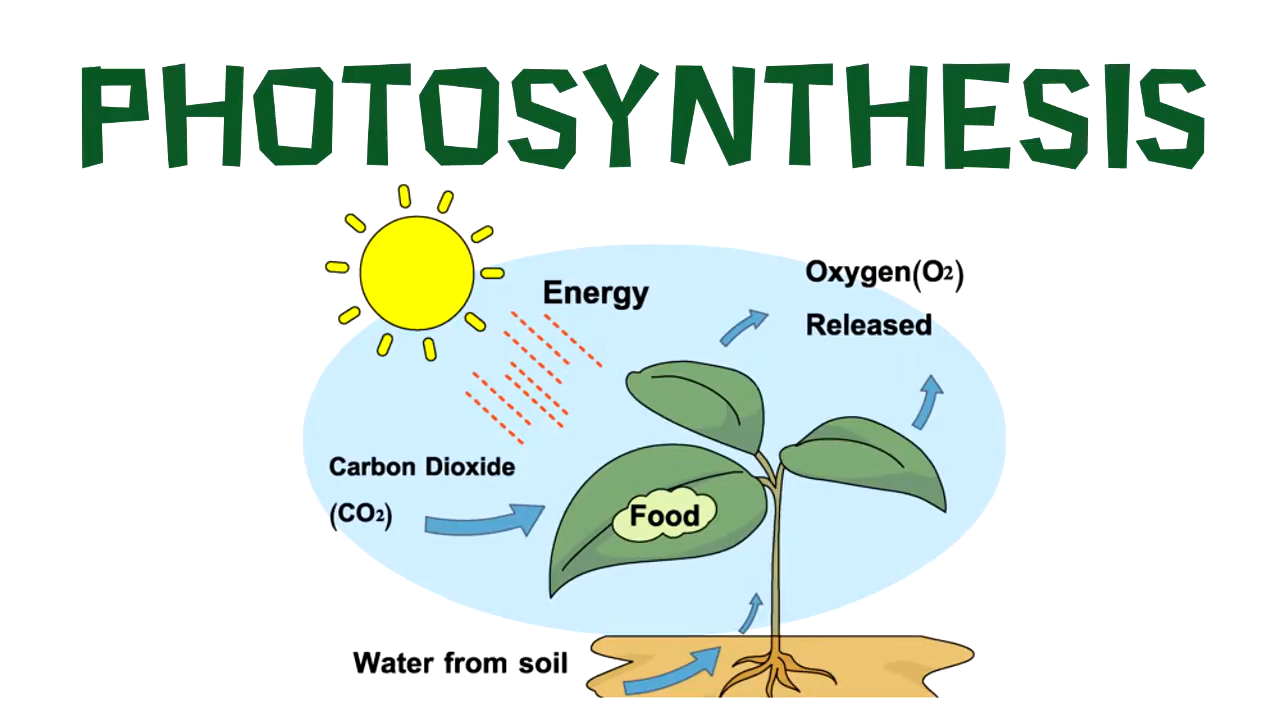 PHOTOSYNTHESIS
Energy
Oxygen(O₂)
Released
Carbon Dioxide
(CO₂)
Food
Water from soil